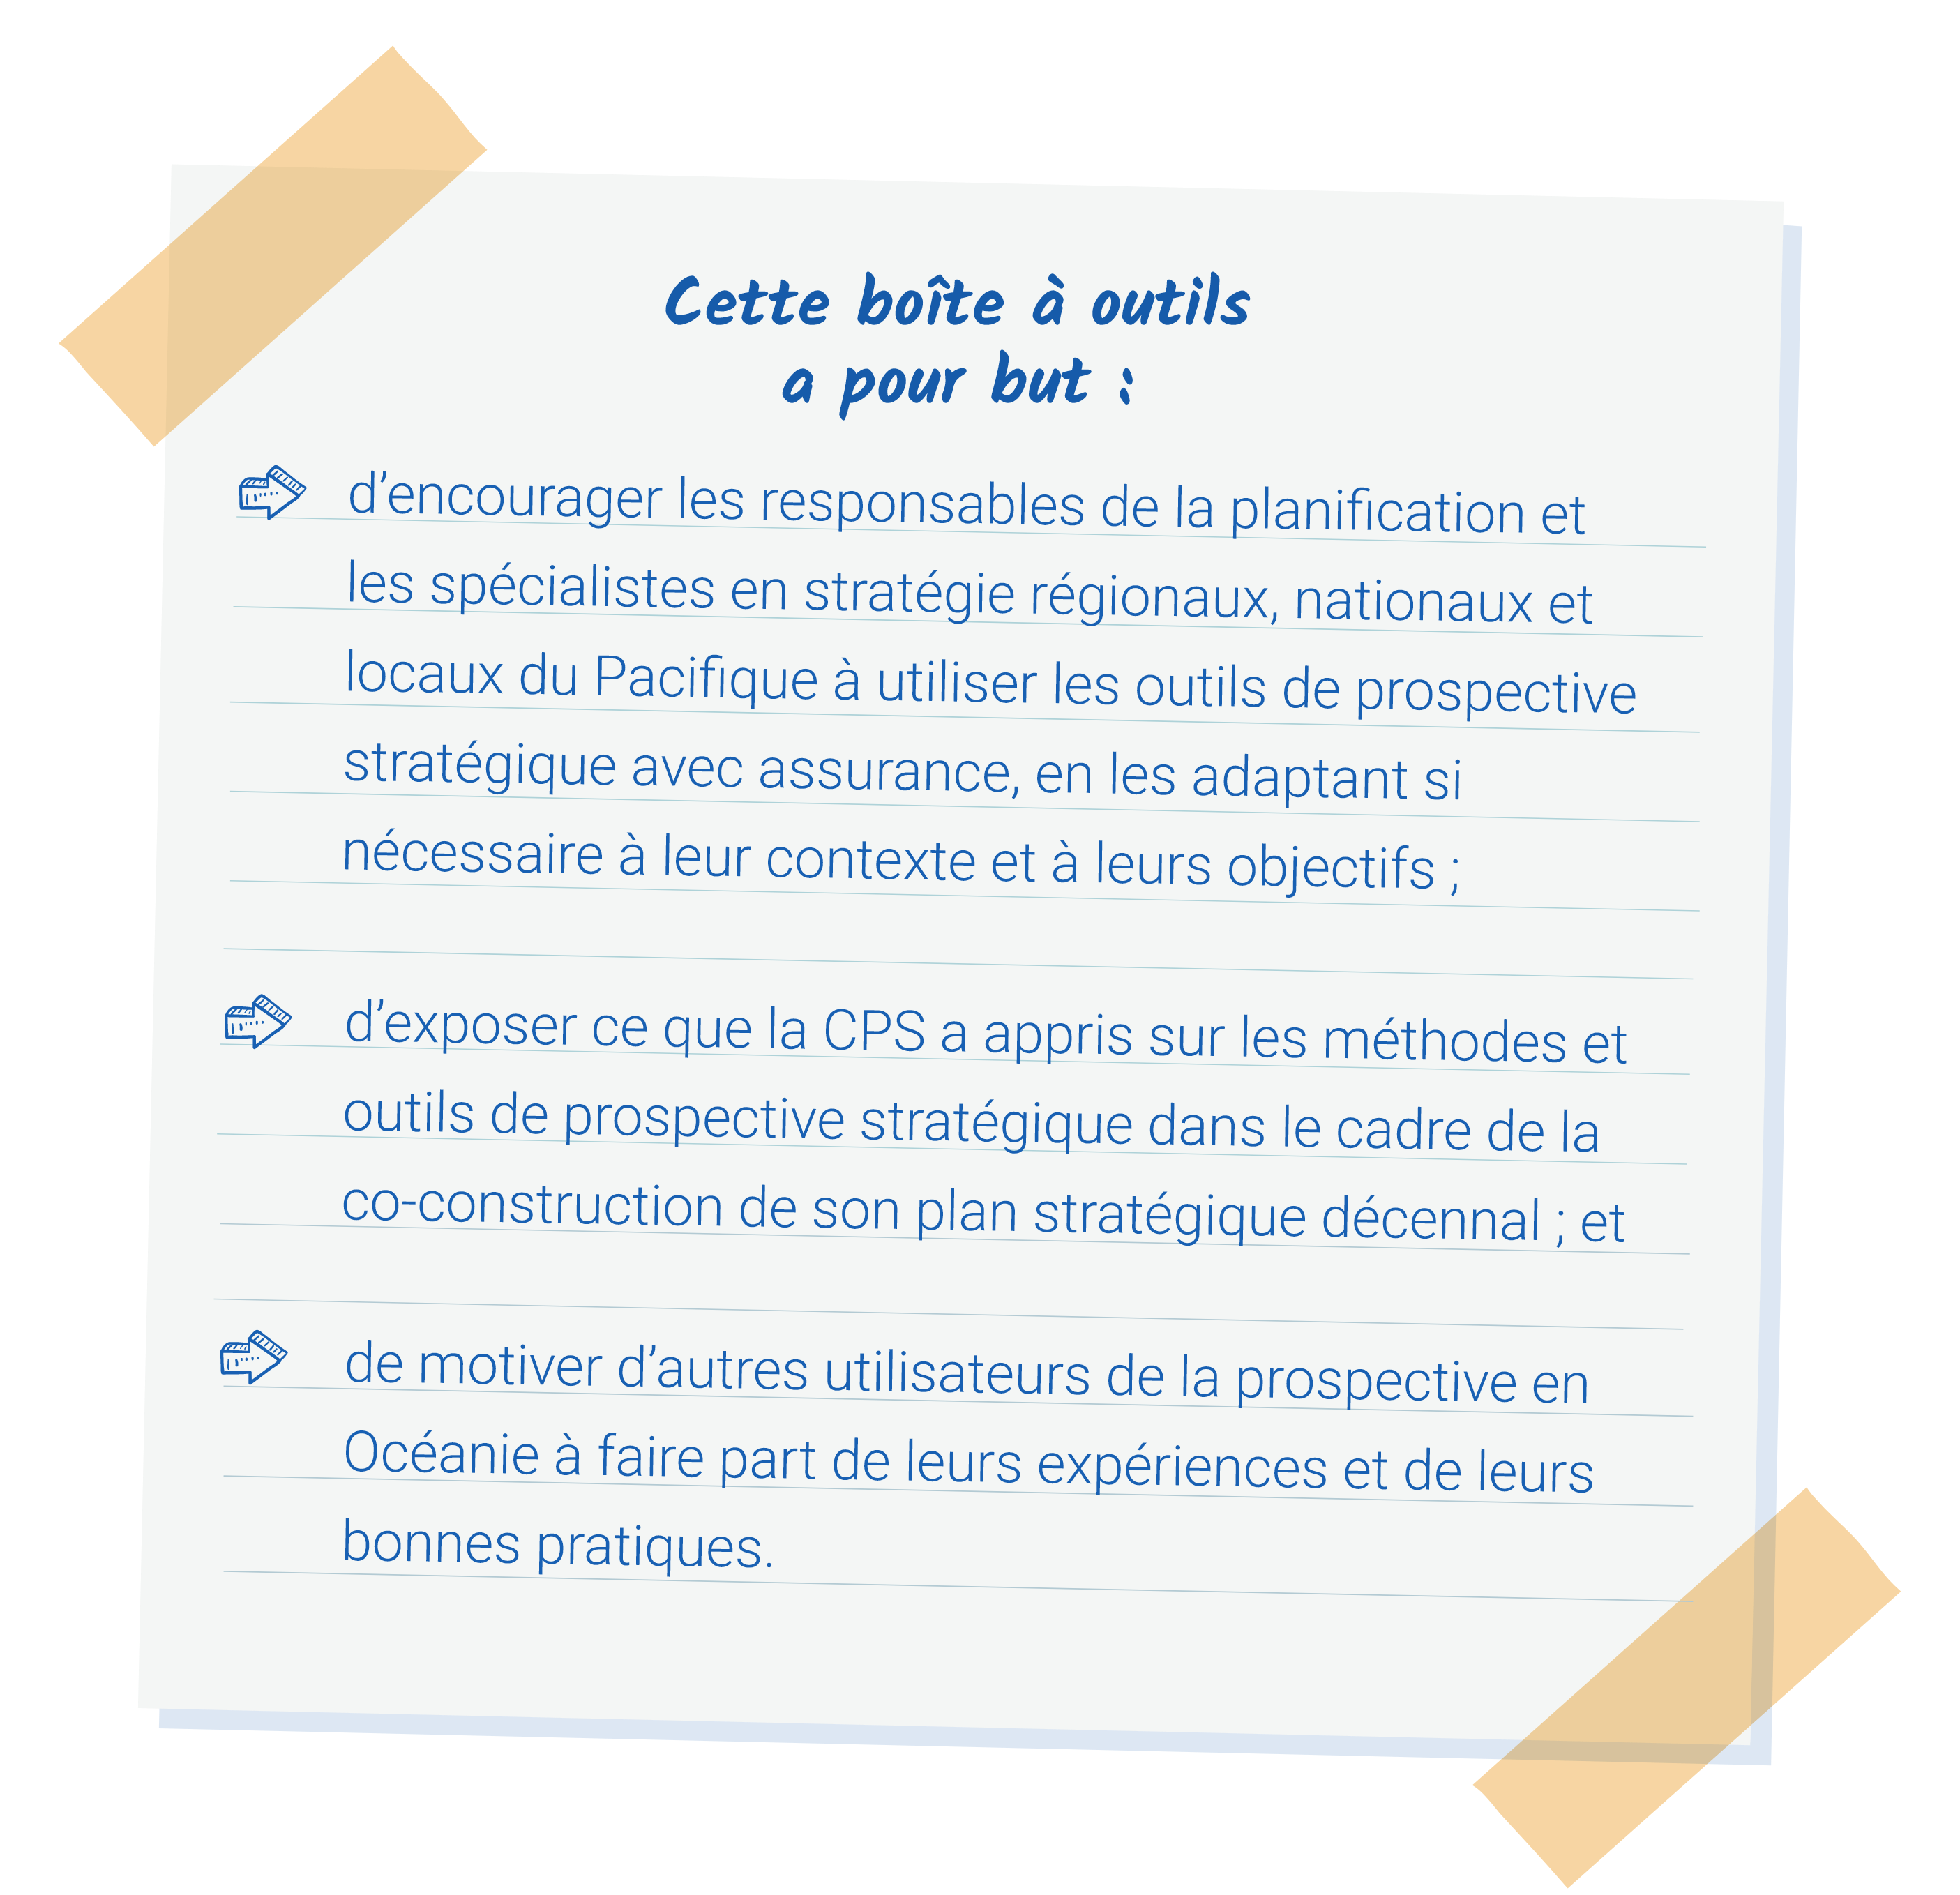 Cette boîte à outils
a pour but :
d’encourager les responsables de la planification et
les spécialistes en stratégie régionaux, nationaux et
locaux du Pacifique à utiliser les outils de prospective
stratégique avec assurance, en les adaptant si
nécessaire à leur contexte et à leurs objectifs ;
d’exposer ce que la CPS a appris sur les méthodes et
outils de prospective stratégique dans le cadre de la
co-construction de son plan stratégique décennal ; et
de motiver d’autres utilisateurs de la prospective en
Océanie à faire part de leurs expériences et de leurs
bonnes pratiques.